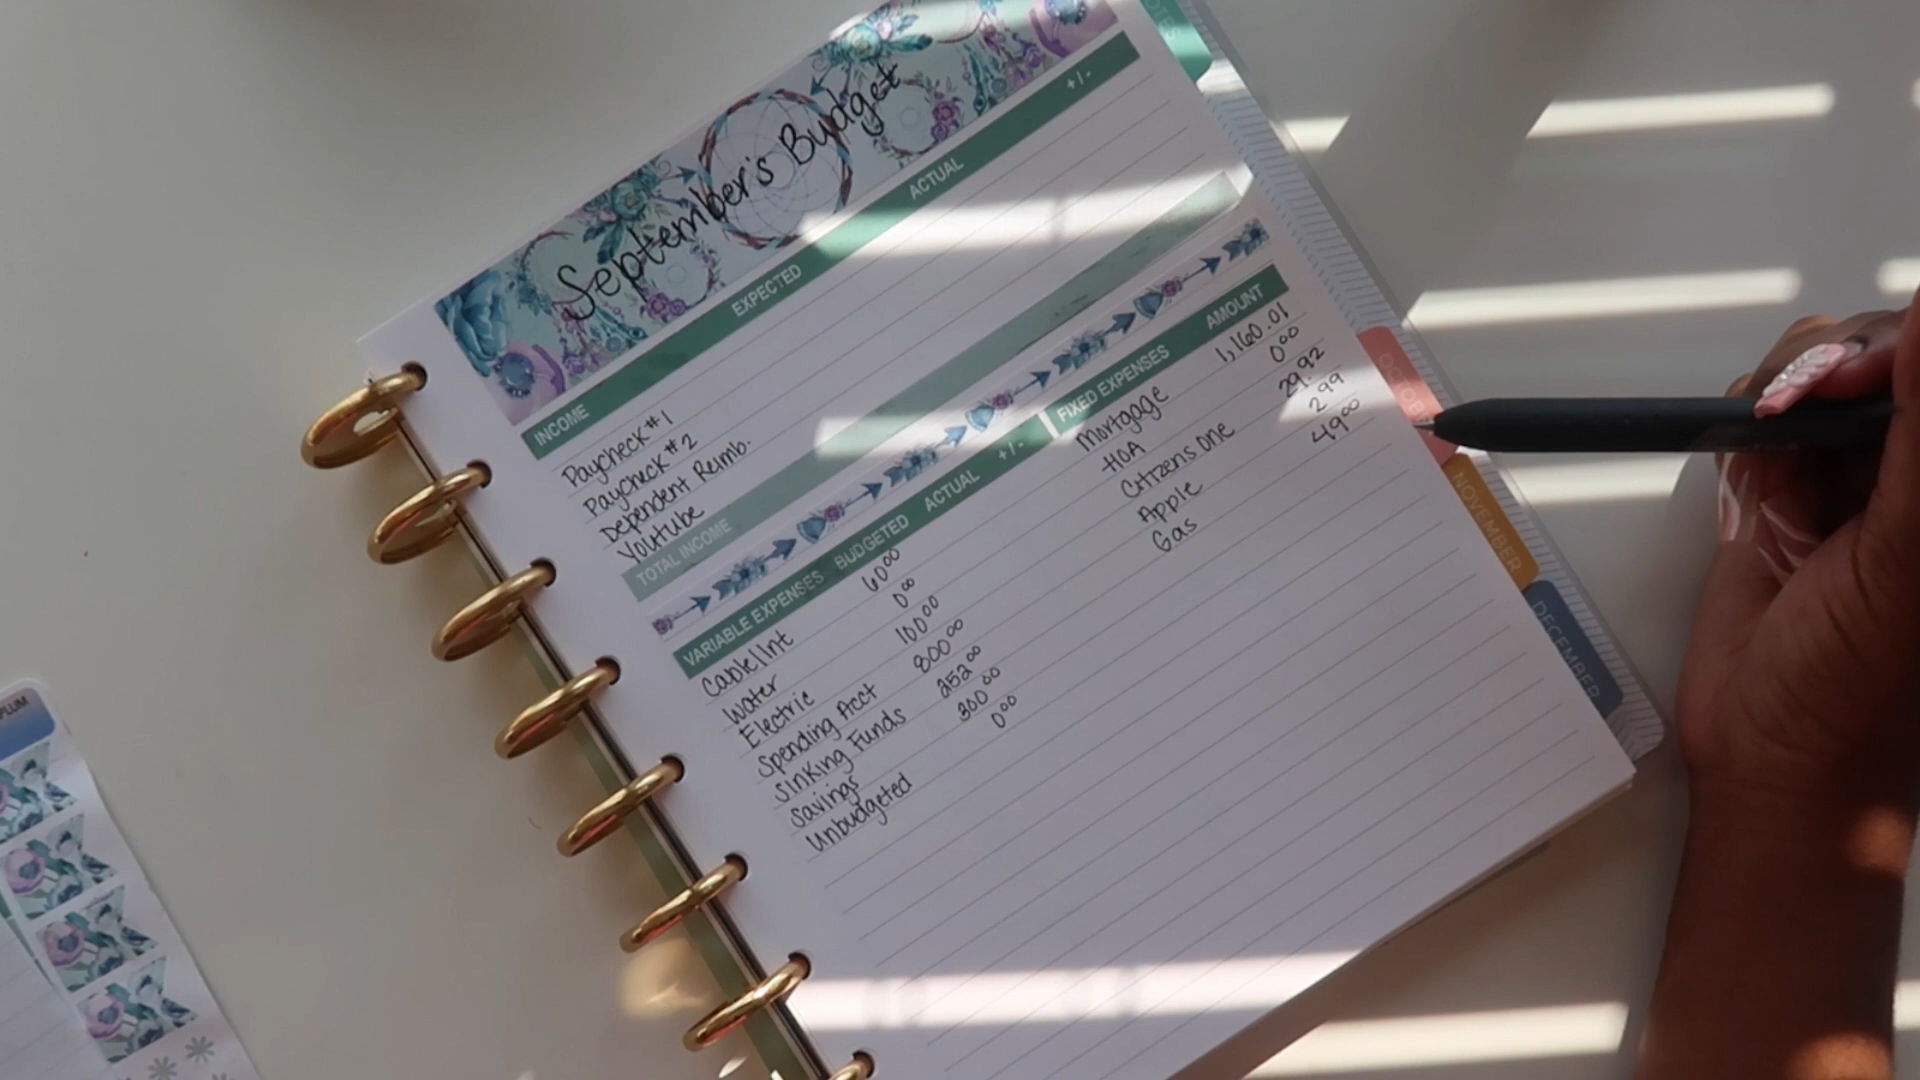 September's Budget
INCOME EXPECTED ACTUAL +/-
Paycheck #1
Paycheck #2
Dependent Reimb.
Youtube
TOTAL INCOME
VARIABLE EXPENSES BUDGETED ACTUAL +/-
Cable/Int 60.00
Water 0.00
Electric 100.00
Spending Acct 800.00
Sinking Funds 252.00
Savings 300.00
Unbudgeted 0.00
FIXED EXPENSES AMOUNT
Mortgage 1,160.01
HOA 0.00
Citizens One 29.92
Apple 2.99
Gas 49.00
OCTOBER
NOVEMBER
DECEMBER
PLUM